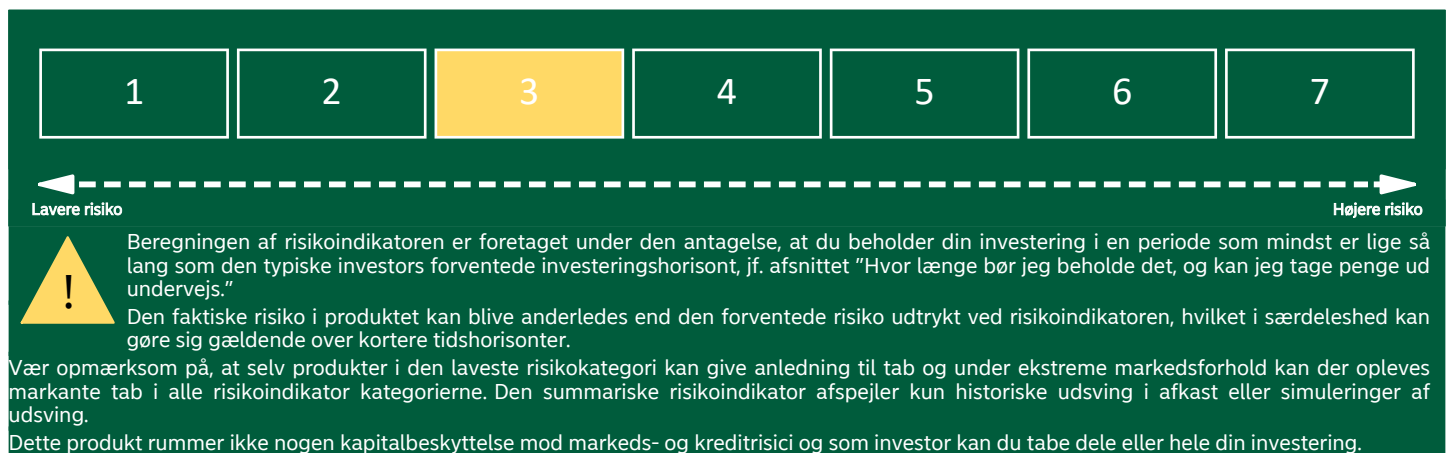 1 2 3 4 5 6 7
Lavere risiko Højere risiko
!
Beregningen af risikoindikatoren er foretaget under den antagelse, at du beholder din investering i en periode som mindst er lige så
lang som den typiske investors forventede investeringshorisont, jf. afsnittet ”Hvor længe bør jeg beholde det, og kan jeg tage penge ud
undervejs.”
Den faktiske risiko i produktet kan blive anderledes end den forventede risiko udtrykt ved risikoindikatoren, hvilket i særdeleshed kan
gøre sig gældende over kortere tidshorisonter.
Vær opmærksom på, at selv produkter i den laveste risikokategori kan give anledning til tab og under ekstreme markedsforhold kan der opleves
markante tab i alle risikoindikator kategorierne. Den summariske risikoindikator afspejler kun historiske udsving i afkast eller simuleringer af
udsving.
Dette produkt rummer ikke nogen kapitalbeskyttelse mod markeds- og kreditrisici og som investor kan du tabe dele eller hele din investering.